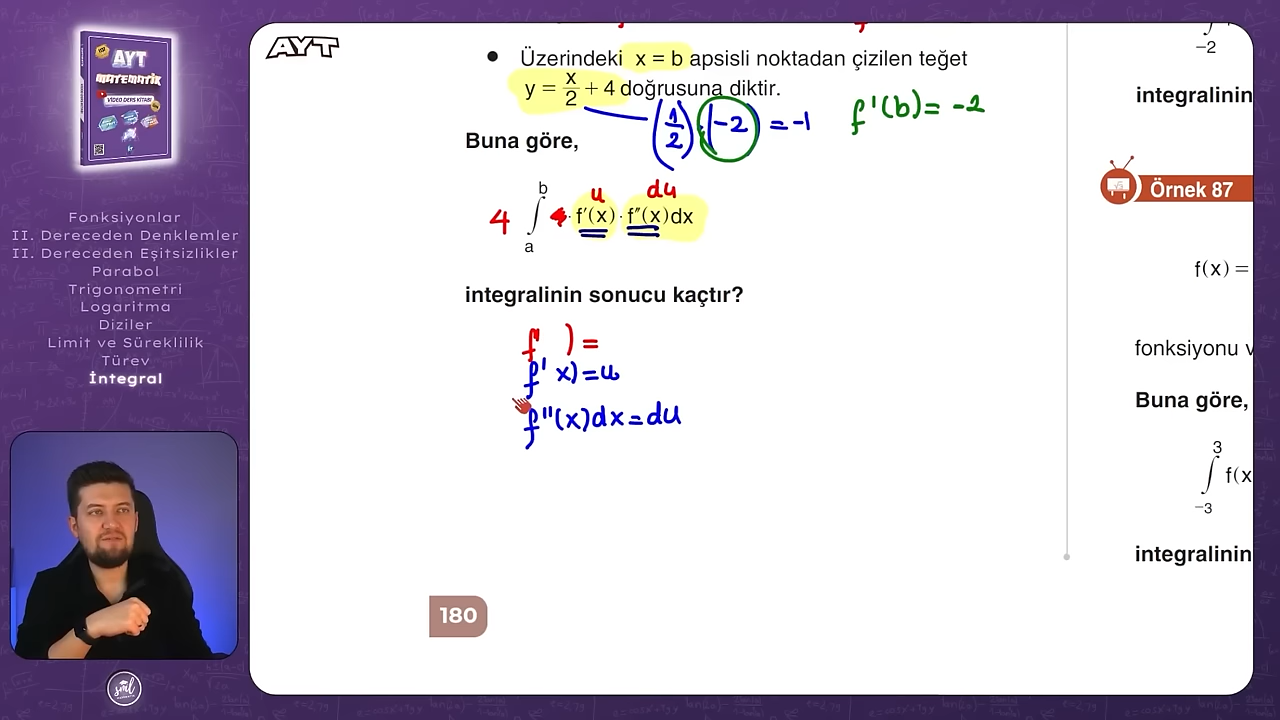 AYT
MATEMATİK
VİDEO DERS KİTABI
Fonksiyonlar
II. Dereceden Denklemler
II. Dereceden Eşitsizlikler
Parabol
Trigonometri
Logaritma
Diziler
Limit ve Süreklilik
Türev
İntegral
sml
AYT
• Üzerindeki x = b apsisli noktadan çizilen teğet
y = x/2 + 4 doğrusuna diktir.
(1/2) · (-2) = -1
f'(b) = -2
Buna göre,
u du
4 ∫ₐᵇ · f'(x) · f''(x)dx
integralinin sonucu kaçtır?
f' ) =
f' x) = u
f''(x)dx = du
180
∫
−2
integralinin
Örnek 87
f(x) =
fonksiyonu v
Buna göre,
3
∫ f(x
−3
integralinin